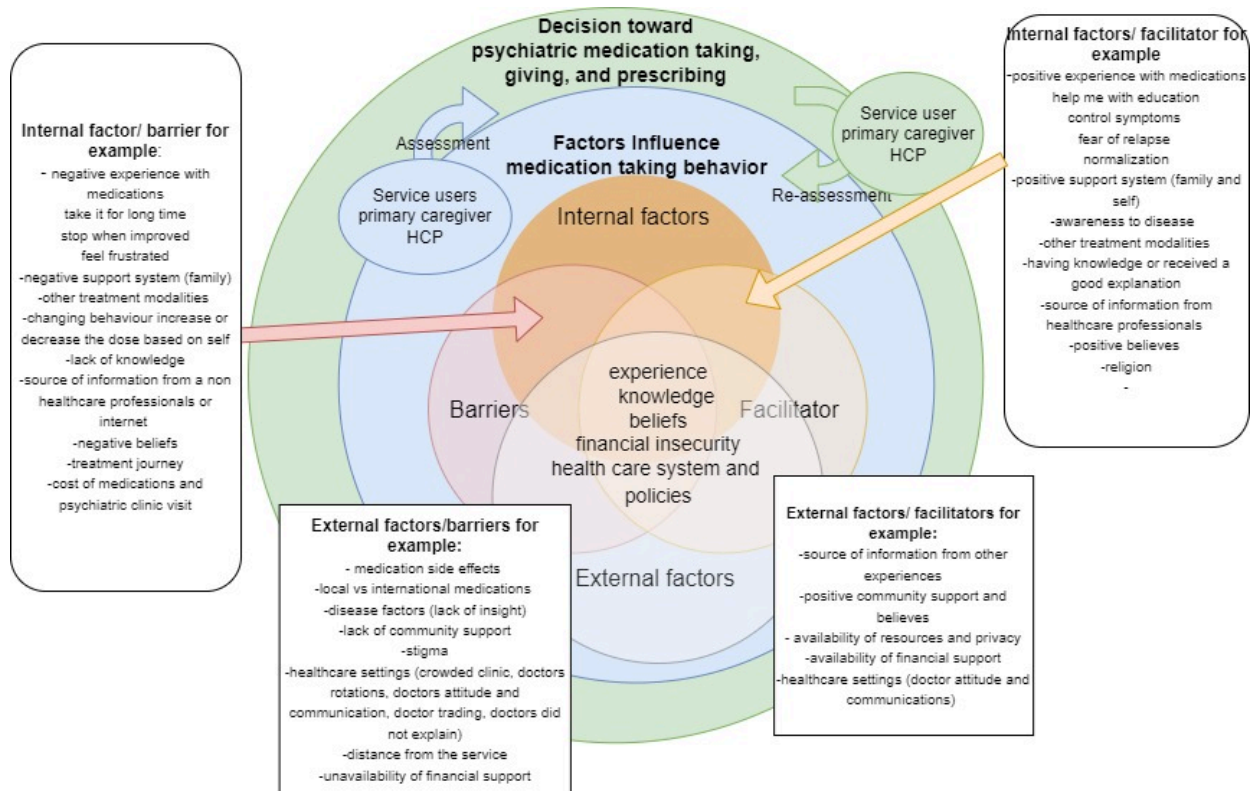 Decision toward
psychiatric medication taking,
giving, and prescribing
Assessment
Service users
primary caregiver
HCP
Factors Influence
medication taking behavior
Service user
primary caregiver
HCP
Re-assessment
Internal factors
Barriers
Facilitator
experience
knowledge
beliefs
financial insecurity
health care system and
policies
External factors
Internal factor/ barrier for
example:
- negative experience with
medications
take it for long time
stop when improved
feel frustrated
-negative support system (family)
-other treatment modalities
-changing behaviour increase or
decrease the dose based on self
-lack of knowledge
-source of information from a non
healthcare professionals or
internet
-negative beliefs
-treatment journey
-cost of medications and
psychiatric clinic visit
Internal factors/ facilitator for
example
-positive experience with medications
help me with education
control symptoms
fear of relapse
normalization
-positive support system (family and
self)
-awareness to disease
-other treatment modalities
-having knowledge or received a
good explanation
-source of information from
healthcare professionals
-positive believes
-religion
-
External factors/barriers for
example:
- medication side effects
-local vs international medications
-disease factors (lack of insight)
-lack of community support
-stigma
-healthcare settings (crowded clinic, doctors
rotations, doctors attitude and
communication, doctor trading, doctors did
not explain)
-distance from the service
-unavailability of financial support
External factors/ facilitators for
example:
-source of information from other
experiences
-positive community support and
believes
- availability of resources and privacy
-availability of financial support
-healthcare settings (doctor attitude and
communications)